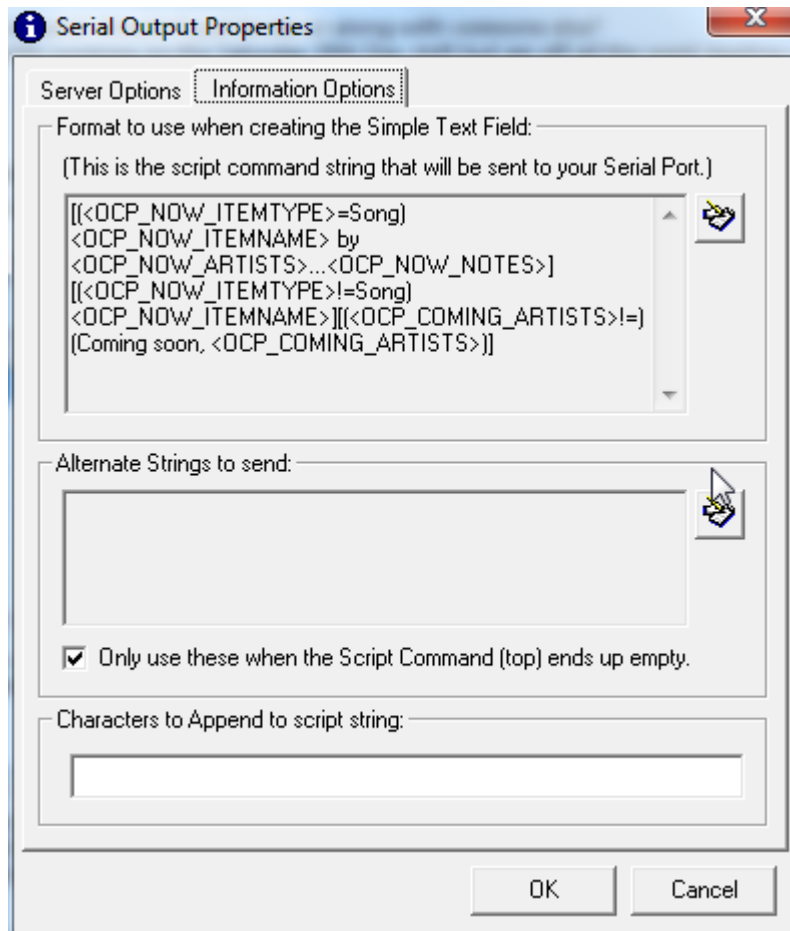 Serial Output Properties
Server Options
Information Options
Format to use when creating the Simple Text Field:
(This is the script command string that will be sent to your Serial Port.)
[(<OCP_NOW_ITEMTYPE>=Song)
<OCP_NOW_ITEMNAME> by
<OCP_NOW_ARTISTS>...<OCP_NOW_NOTES>]
[(<OCP_NOW_ITEMTYPE>!=Song)
<OCP_NOW_ITEMNAME>][(<OCP_COMING_ARTISTS>!=)
(Coming soon, <OCP_COMING_ARTISTS>)]
Alternate Strings to send:
Only use these when the Script Command (top) ends up empty.
Characters to Append to script string:
OK
Cancel